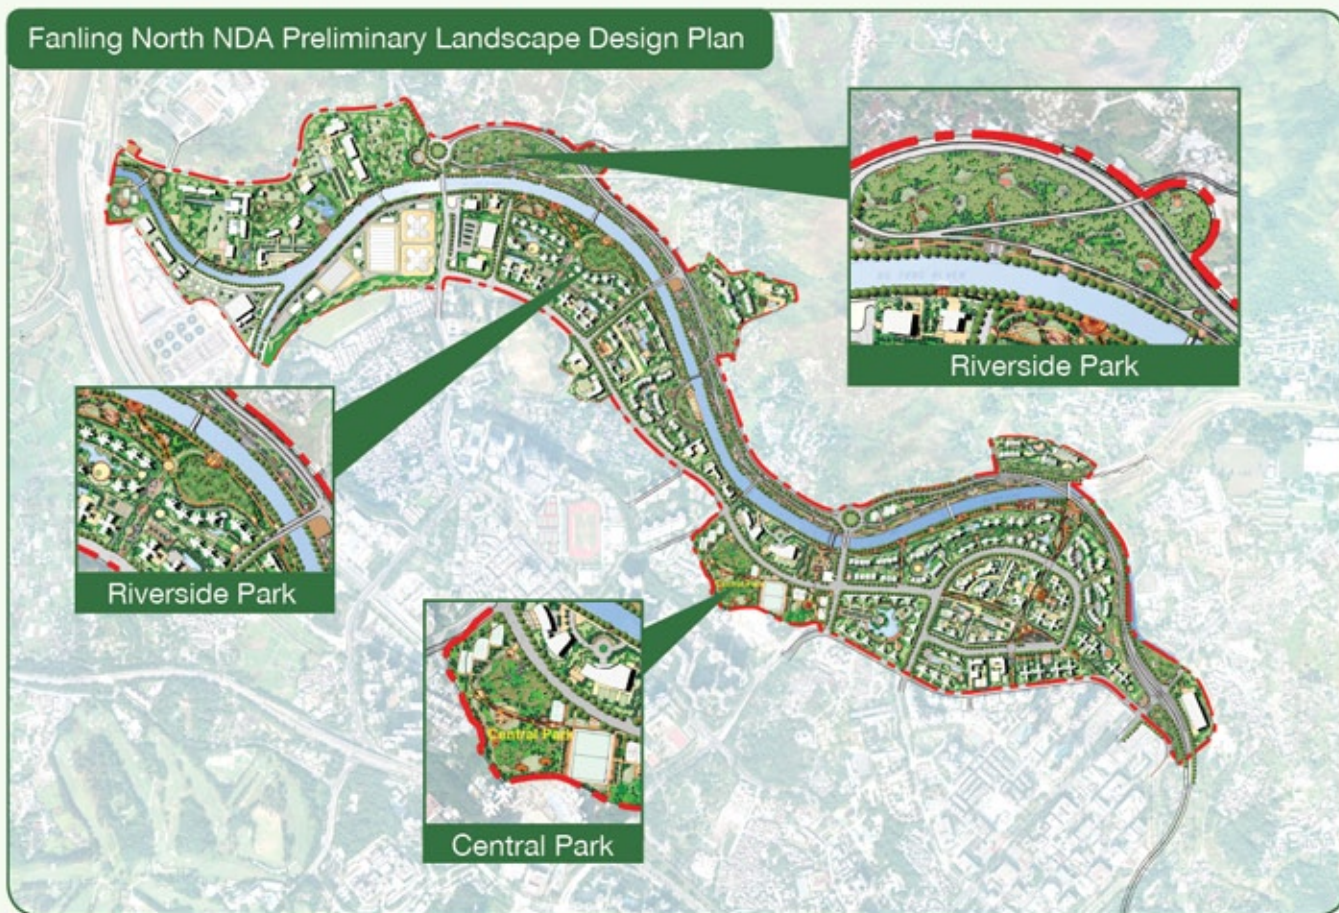 Fanling North NDA Preliminary Landscape Design Plan
Riverside Park
Riverside Park
Central Park
Central Park